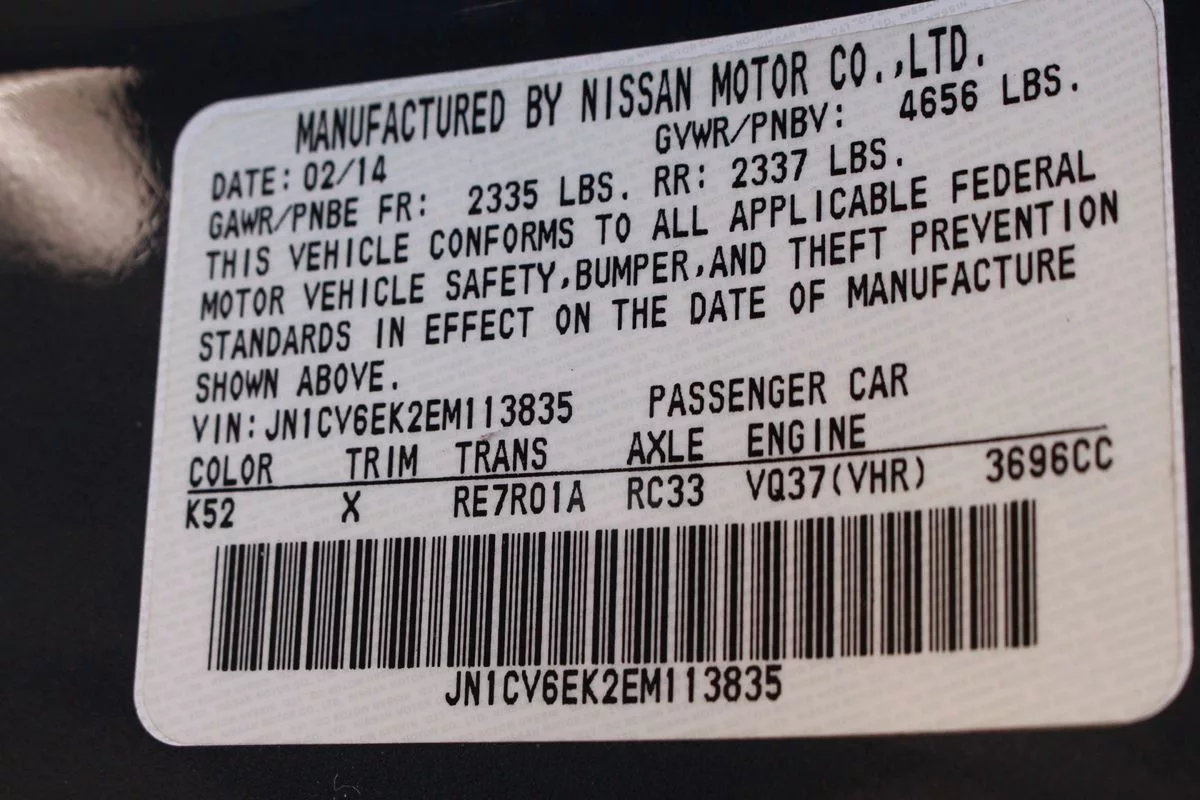 MANUFACTURED BY NISSAN MOTOR CO.,LTD.
DATE: 02/14 GVWR/PNBV: 4656 LBS.
GAWR/PNBE FR: 2335 LBS. RR: 2337 LBS.
THIS VEHICLE CONFORMS TO ALL APPLICABLE FEDERAL
MOTOR VEHICLE SAFETY,BUMPER,AND THEFT PREVENTION
STANDARDS IN EFFECT ON THE DATE OF MANUFACTURE
SHOWN ABOVE.
VIN:JN1CV6EK2EM113835 PASSENGER CAR
COLOR TRIM TRANS AXLE ENGINE
K52 X RE7R01A RC33 VQ37(VHR) 3696CC
JN1CV6EK2EM113835